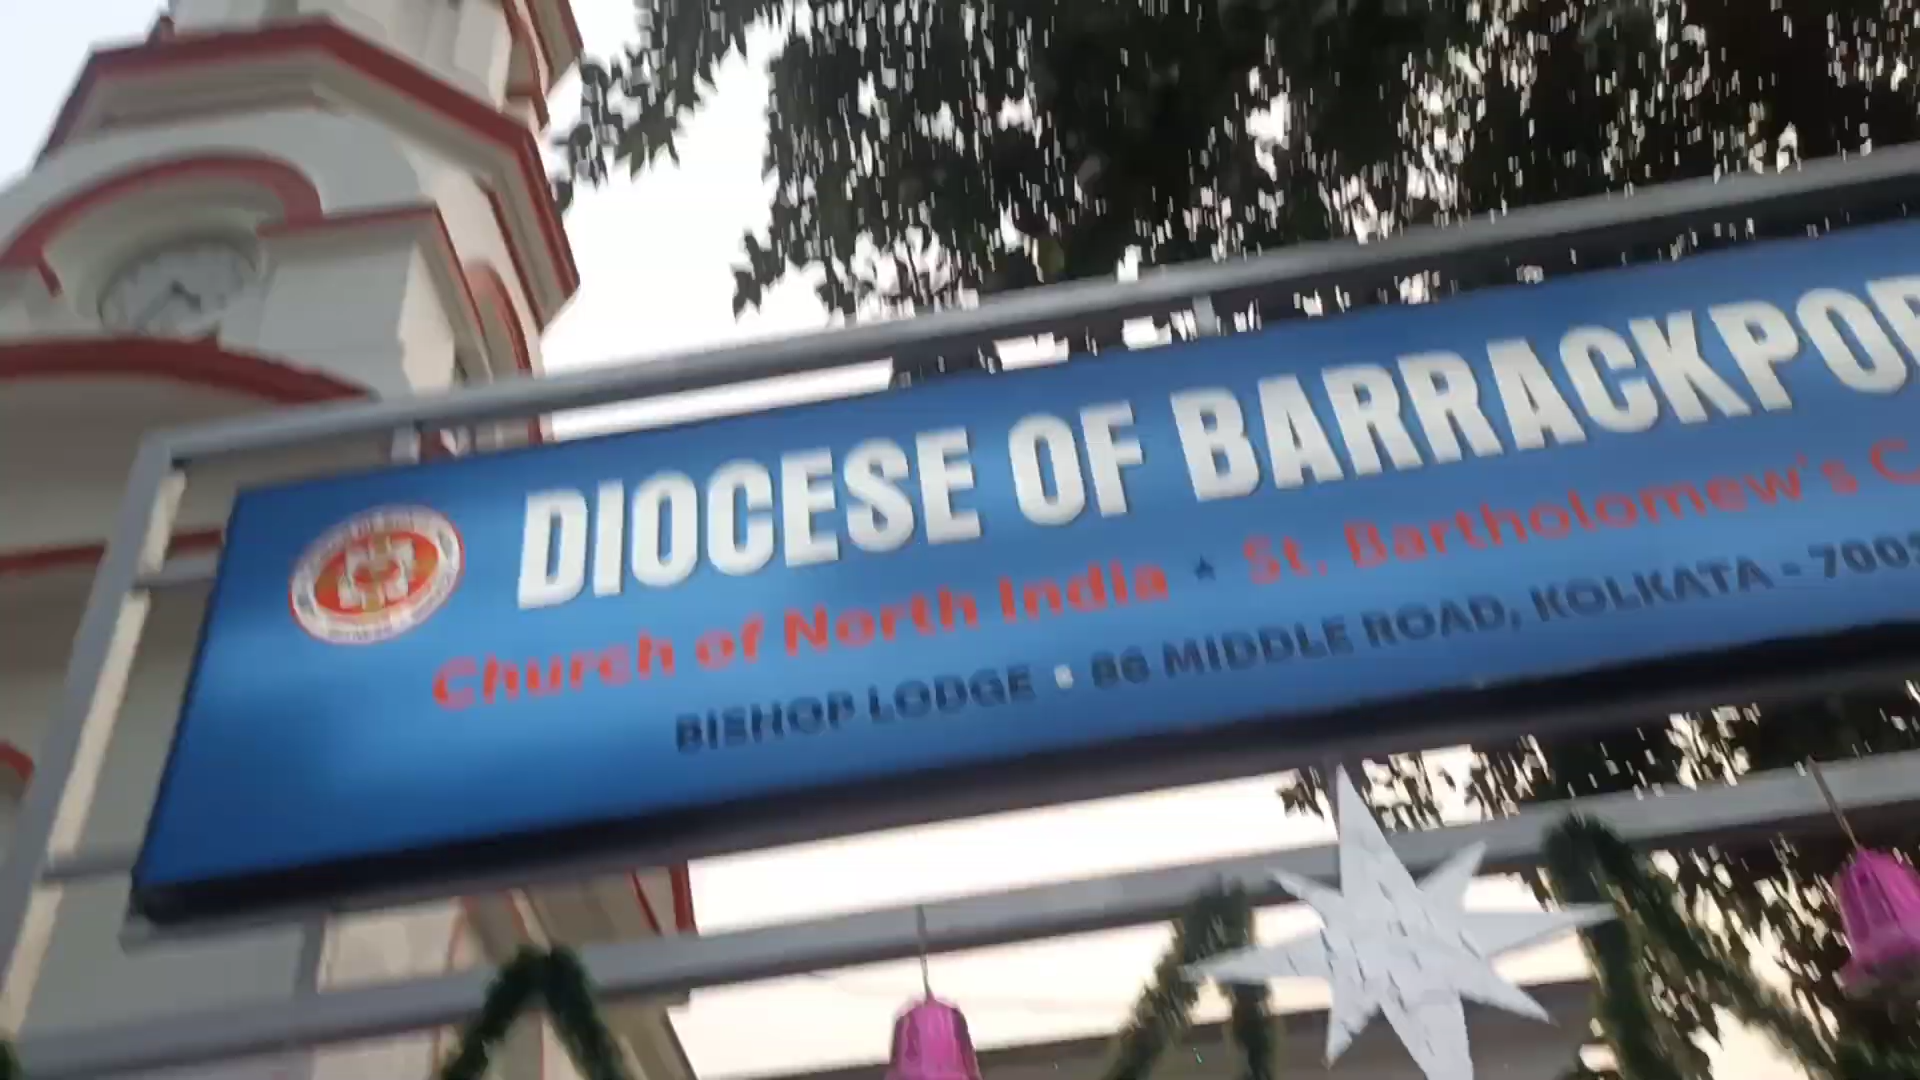 DIOCESE OF BARRACKPO
Church of North India ★ St. Bartholomew's C
BISHOP LODGE • 86 MIDDLE ROAD, KOLKATA - 700